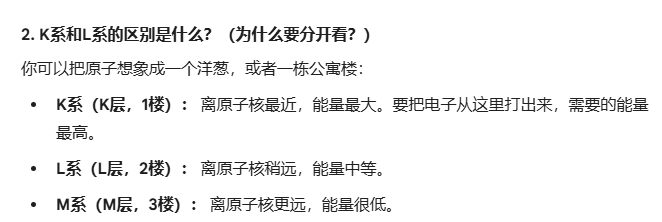 2. K系和L系的区别是什么？（为什么要分开看？）
你可以把原子想象成一个洋葱，或者一栋公寓楼：
• K系（K层，1楼）： 离原子核最近，能量最大。要把电子从这里打出来，需要的能量
最高。
• L系（L层，2楼）： 离原子核稍远，能量中等。
• M系（M层，3楼）： 离原子核更远，能量很低。